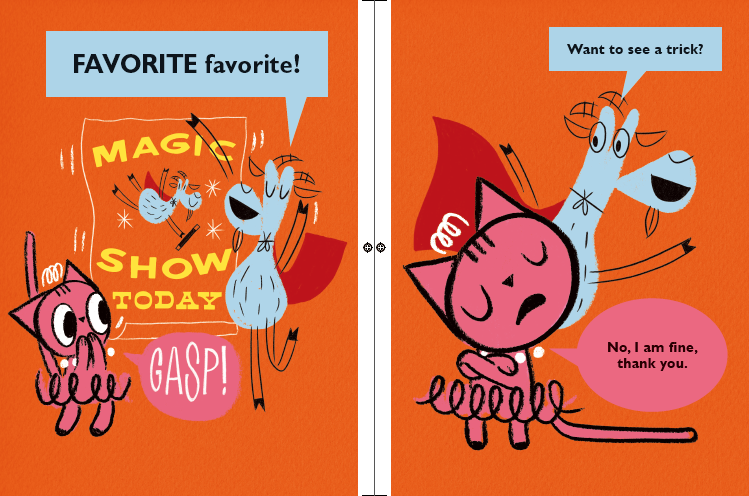 FAVORITE favorite!
MAGIC
SHOW
TODAY
GASP!
Want to see a trick?
No, I am fine,
thank you.